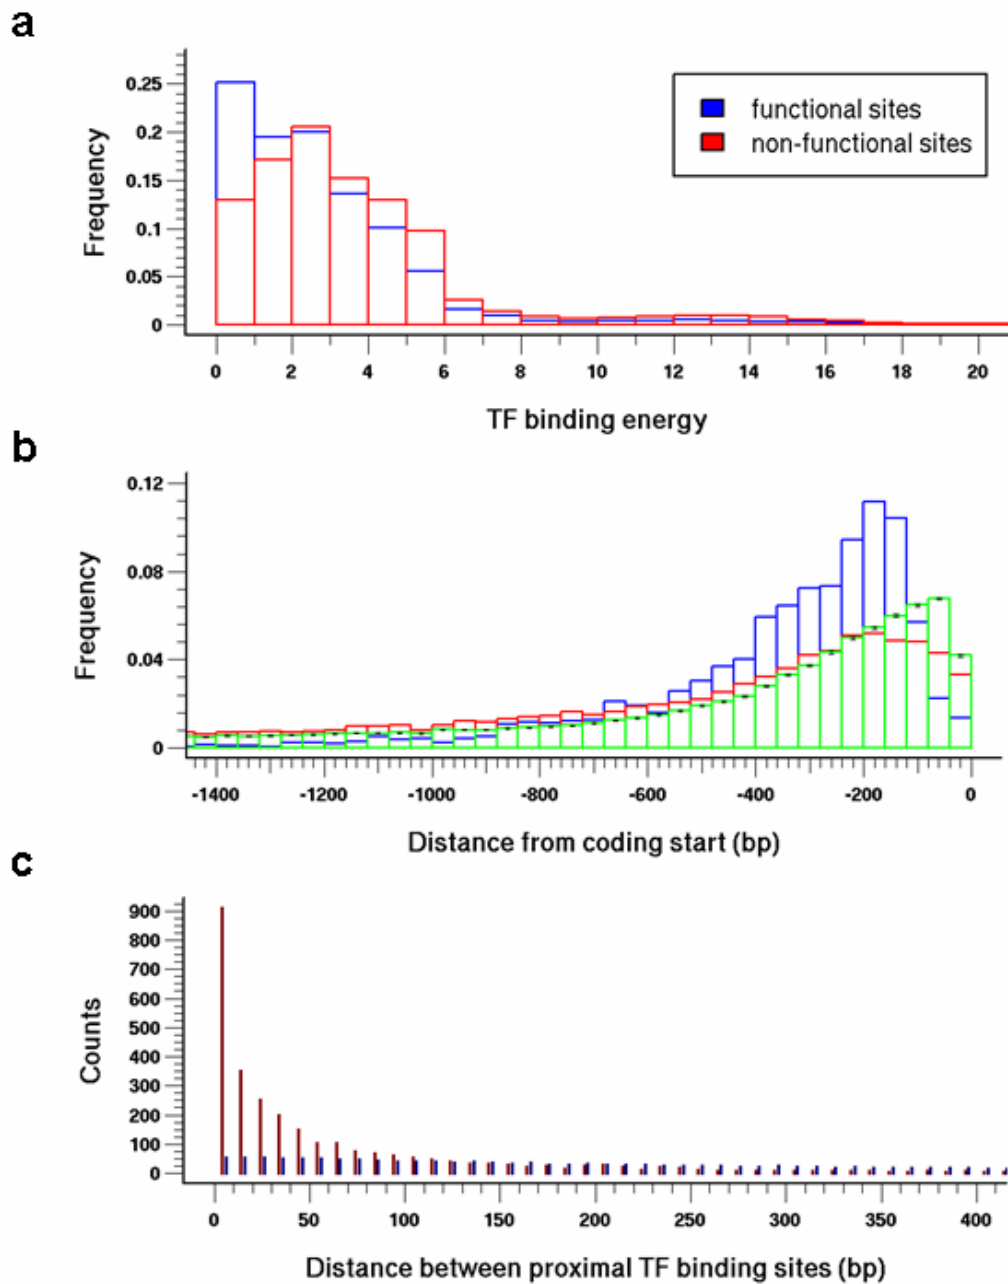 a
0.25
0.2
0.15
0.1
0.05
0
Frequency
functional sites
non-functional sites
0 2 4 6 8 10 12 14 16 18 20
TF binding energy
b
0.12
0.08
0.04
0
Frequency
-1400 -1200 -1000 -800 -600 -400 -200 0
Distance from coding start (bp)
c
900
800
700
600
500
400
300
200
100
0
Counts
0 50 100 150 200 250 300 350 400
Distance between proximal TF binding sites (bp)